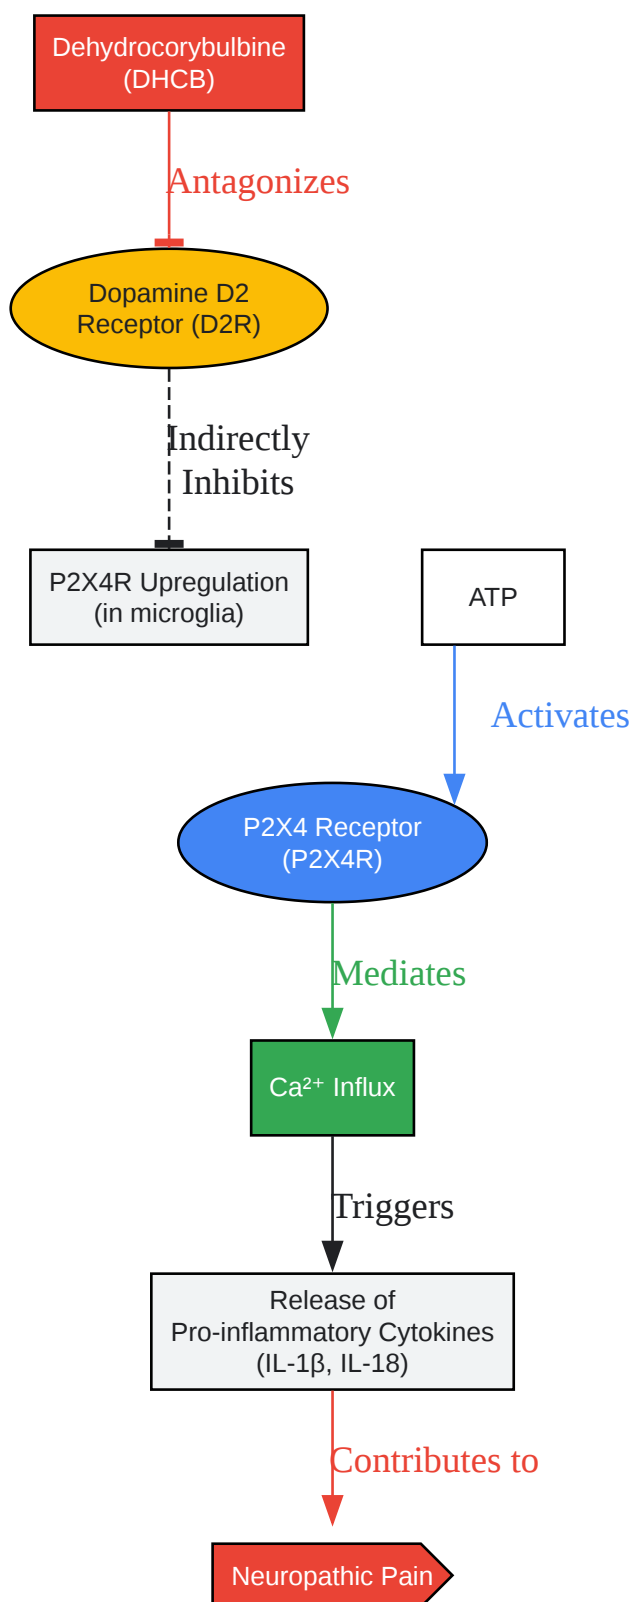 Dehydrocorybulbine
(DHCB)
Antagonizes
Dopamine D2
Receptor (D2R)
Indirectly
Inhibits
P2X4R Upregulation
(in microglia)
ATP
Activates
P2X4 Receptor
(P2X4R)
Mediates
Ca²⁺ Influx
Triggers
Release of
Pro-inflammatory Cytokines
(IL-1β, IL-18)
Contributes to
Neuropathic Pain